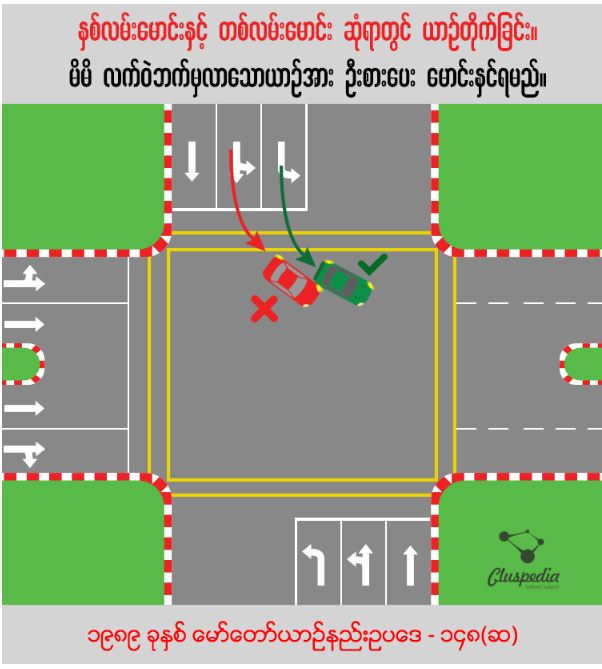 နှစ်လမ်းမောင်းနှင့် တစ်လမ်းမောင်း ဆုံရာတွင် ယာဉ်တိုက်ခြင်း။
မိမိ လက်ဝဲဘက်မှလာသောယာဉ်အား ဦးစားပေး မောင်းနှင်ရမည်။
Cluspedia
Software Support
၁၉၈၉ ခုနှစ် မော်တော်ယာဉ်နည်းဥပဒေ - ၁၄၈(ဆ)